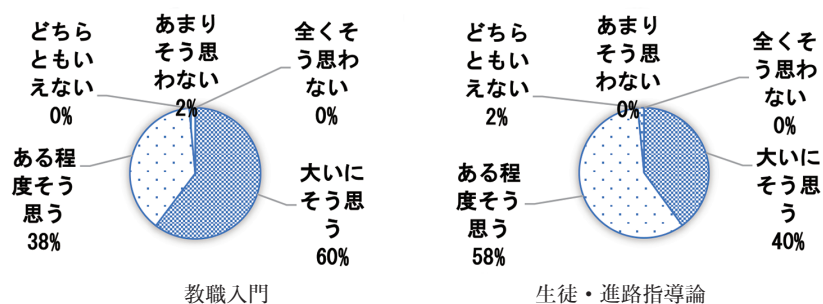 どちら
ともいえ
えない
0%
あまり
そう思
わない
2%
全くそ
う思わ
ない
0%
ある程
度そう
思う
38%
大いに
そう思
う
60%
教職入門
どちら
ともい
えない
2%
あまり
そう思
わない
0%
全くそ
う思わ
ない
0%
ある程
度そう
思う
58%
大いに
そう思
う
40%
生徒・進路指導論